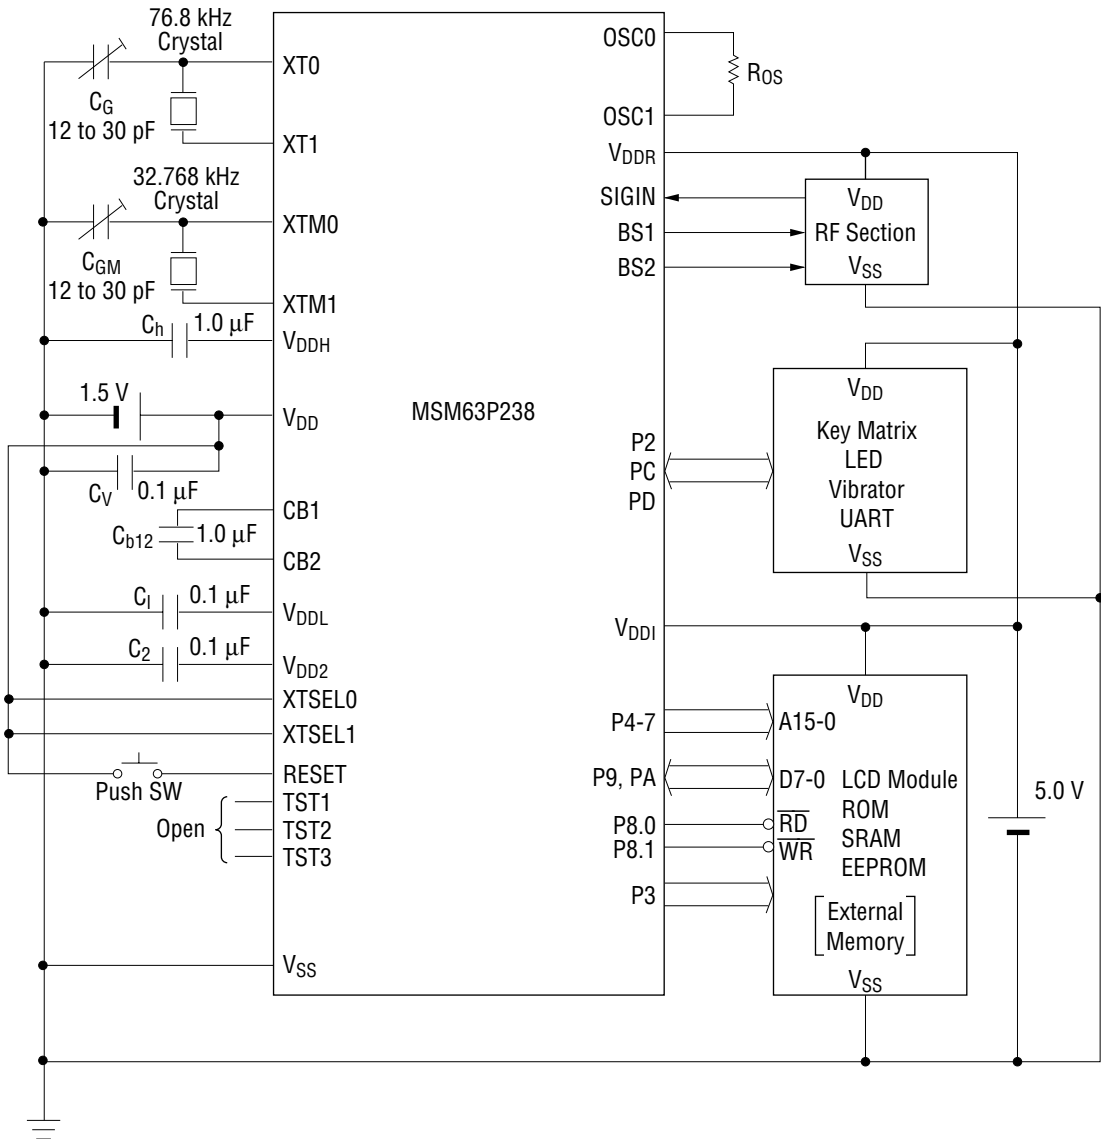 76.8 kHz
Crystal
C_G
12 to 30 pF
XT0
XT1
32.768 kHz
Crystal
C_GM
12 to 30 pF
XTM0
XTM1
C_h
1.0 µF
V_DDH
1.5 V
V_DD
C_V
0.1 µF
C_b12
1.0 µF
CB1
CB2
C_l
0.1 µF
V_DDL
C_2
0.1 µF
V_DD2
XTSEL0
XTSEL1
Push SW
RESET
Open
TST1
TST2
TST3
V_SS
MSM63P238
OSC0
OSC1
R_OS
V_DDR
SIGIN
BS1
BS2
V_DD
RF Section
V_SS
P2
PC
PD
V_DD
Key Matrix
LED
Vibrator
UART
V_SS
V_DDI
P4-7
P9, PA
P8.0
P8.1
P3
V_DD
A15-0
D7-0
R̅D̅
W̅R̅
LCD Module
ROM
SRAM
EEPROM
External
Memory
V_SS
5.0 V